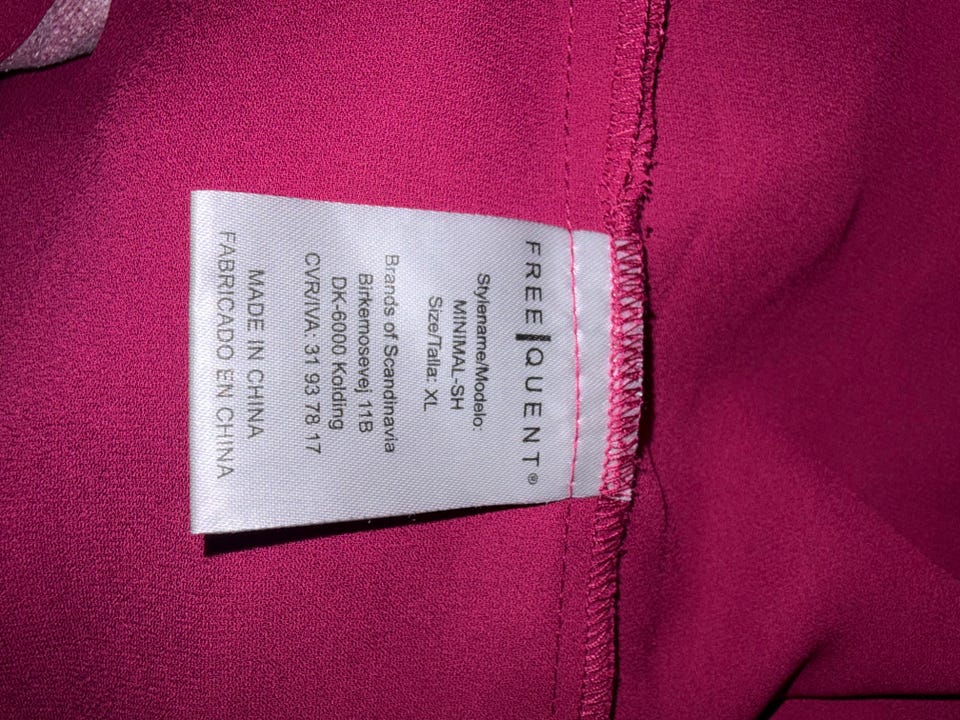 FREE|QUENT®
Stylename/Modelo:
MINIMAL-SH
Size/Talla: XL
Brands of Scandinavia
Birkemosevej 11B
DK-6000 Kolding
CVR/IVA: 31 93 78 17
MADE IN CHINA
FABRICADO EN CHINA